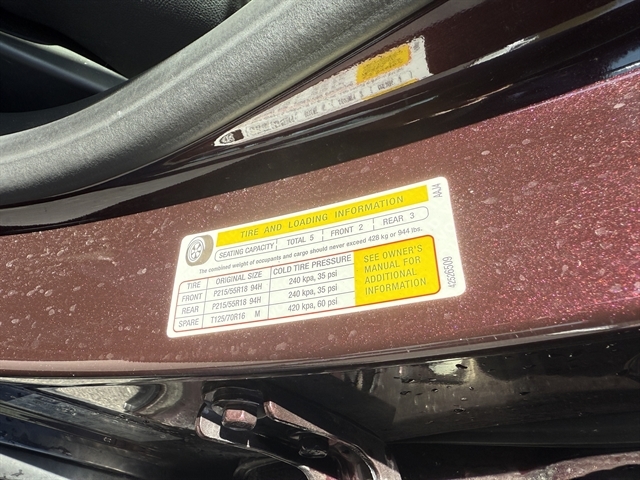 TIRE AND LOADING INFORMATION
SEATING CAPACITY TOTAL 5 FRONT 2 REAR 3
The combined weight of occupants and cargo should never exceed 428 kg or 944 lbs.
TIRE ORIGINAL SIZE COLD TIRE PRESSURE
FRONT P215/55R18 94H 240 kpa, 35 psi
REAR P215/55R18 94H 240 kpa, 35 psi
SPARE T125/70R16 M 420 kpa, 60 psi
SEE OWNER'S
MANUAL FOR
ADDITIONAL
INFORMATION
AAJ4
42626509